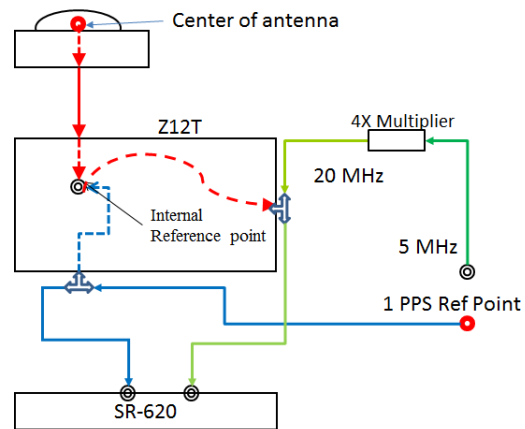 Center of antenna
Z12T
4X Multiplier
20 MHz
Internal
Reference point
5 MHz
1 PPS Ref Point
SR-620